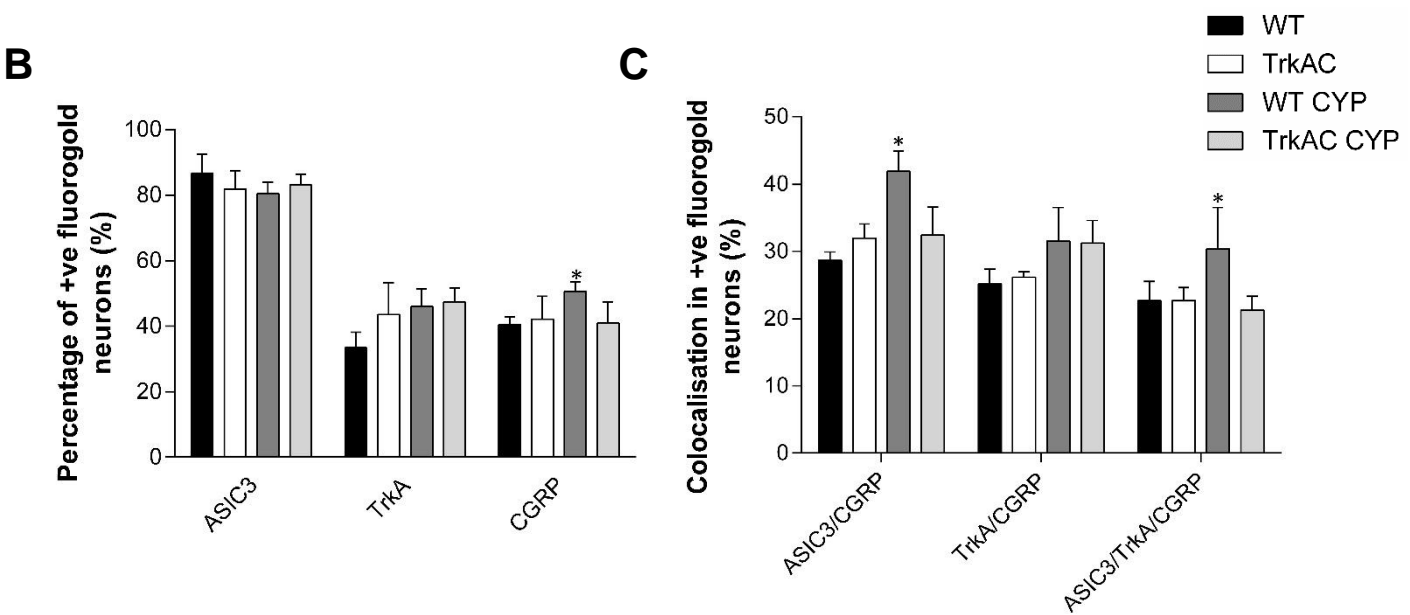 B
Percentage of +ve fluorogold
neurons (%)
100
80
60
40
20
0
*
ASIC3
TrkA
CGRP
C
WT
TrkAC
WT CYP
TrkAC CYP
Colocalisation in +ve fluorogold
neurons (%)
50
40
30
20
10
0
*
*
ASIC3/CGRP
TrkA/CGRP
ASIC3/TrkA/CGRP